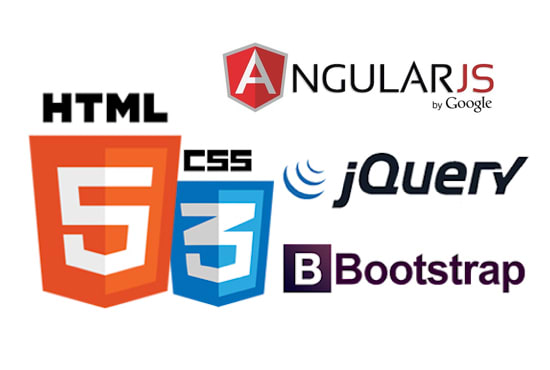 HTML
5
CSS
3
ANGULARJS
by Google
jQuery
B Bootstrap